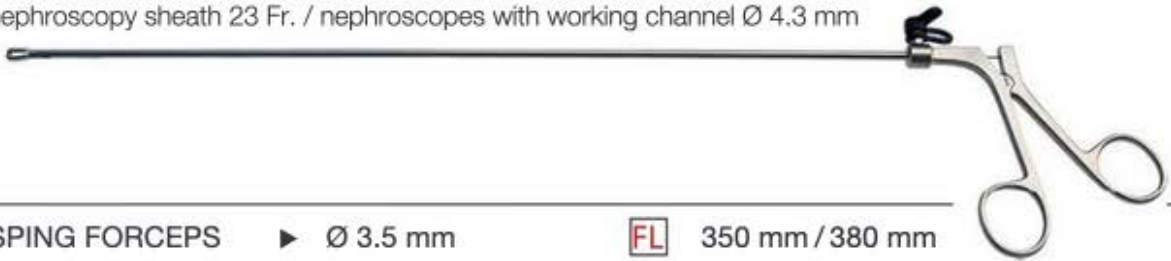 ephroscopy sheath 23 Fr. / nephroscopes with working channel Ø 4.3 mm
SPING FORCEPS ► Ø 3.5 mm FL 350 mm / 380 mm